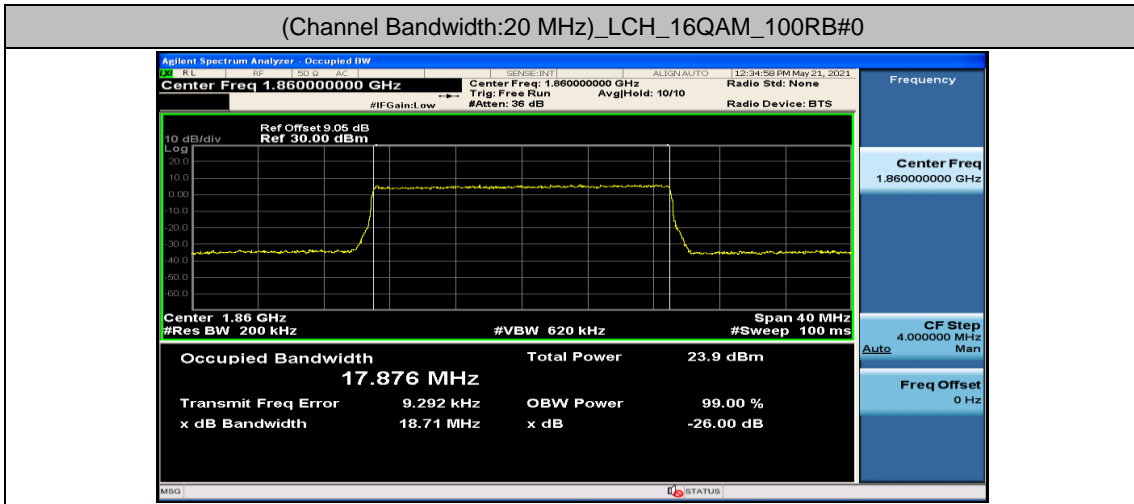 (Channel Bandwidth:20 MHz)_LCH_16QAM_100RB#0
Agilent Spectrum Analyzer - Occupied BW
LXI RL RF 50 Ω AC SENSE:INT ALIGN AUTO 12:34:58 PM May 21, 2021
Center Freq 1.860000000 GHz
Center Freq: 1.860000000 GHz
Radio Std: None
Trig: Free Run Avg|Hold: 10/10
#IFGain:Low #Atten: 36 dB Radio Device: BTS
Frequency
Ref Offset 9.05 dB
10 dB/div Ref 30.00 dBm
Log
20.0
10.0
0.00
-10.0
-20.0
-30.0
-40.0
-50.0
-60.0
Center Freq
1.860000000 GHz
Center 1.86 GHz Span 40 MHz
#Res BW 200 kHz #VBW 620 kHz #Sweep 100 ms
CF Step
4.000000 MHz
Auto Man
Occupied Bandwidth Total Power 23.9 dBm
17.876 MHz
Transmit Freq Error 9.292 kHz OBW Power 99.00 %
x dB Bandwidth 18.71 MHz x dB -26.00 dB
Freq Offset
0 Hz
MSG STATUS